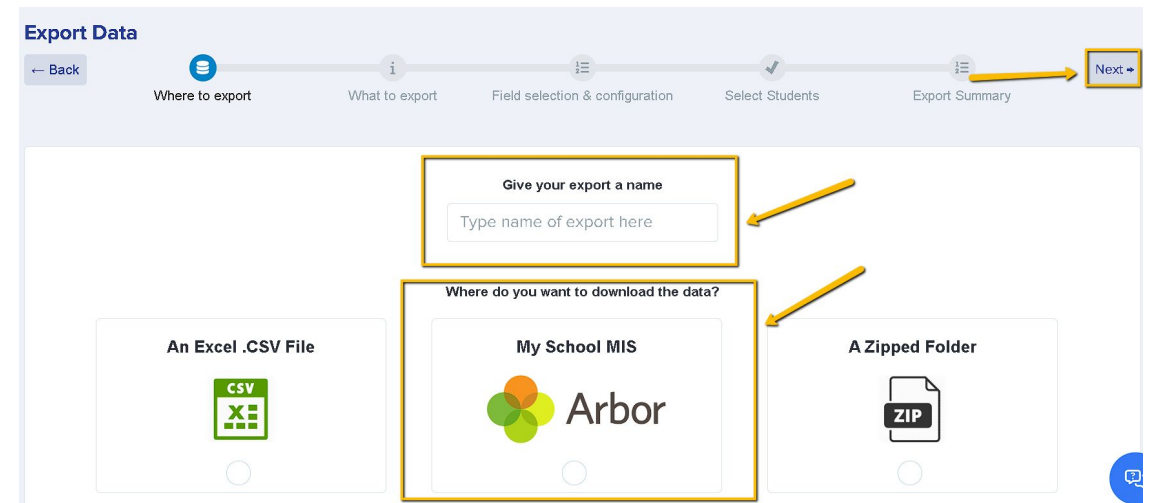 Export Data
← Back
Next →
Where to export
What to export
Field selection & configuration
Select Students
Export Summary
Give your export a name
Type name of export here
Where do you want to download the data?
An Excel .CSV File
My School MIS
A Zipped Folder
CSV
X
Arbor
ZIP